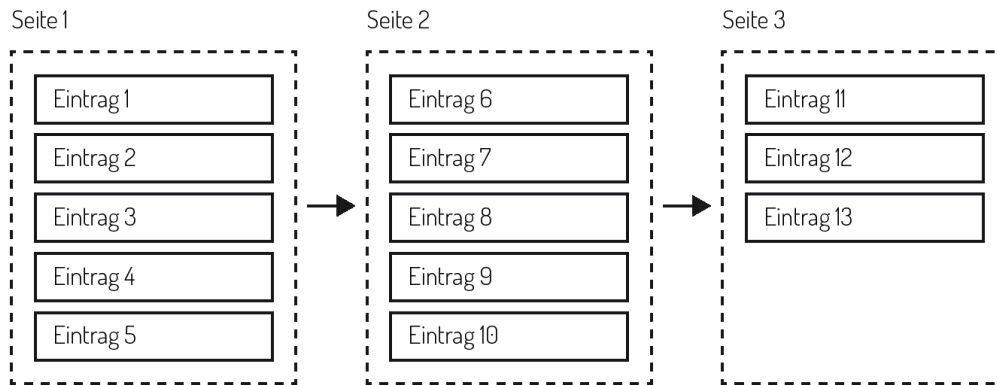 Seite 1
Eintrag 1
Eintrag 2
Eintrag 3
Eintrag 4
Eintrag 5
Seite 2
Eintrag 6
Eintrag 7
Eintrag 8
Eintrag 9
Eintrag 10
Seite 3
Eintrag 11
Eintrag 12
Eintrag 13